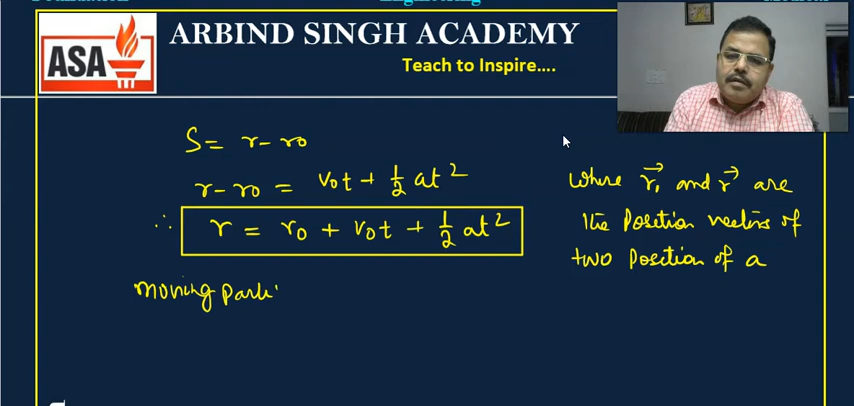 Engineering
ASA
ARBIND SINGH ACADEMY
Teach to Inspire....
S = r - r0
r - r0 = v0t + 1/2 at²
∴ r = r0 + v0t + 1/2 at²
where r⃗, and r⃗ are
the Position vectors of
two Position of a
moving Parti